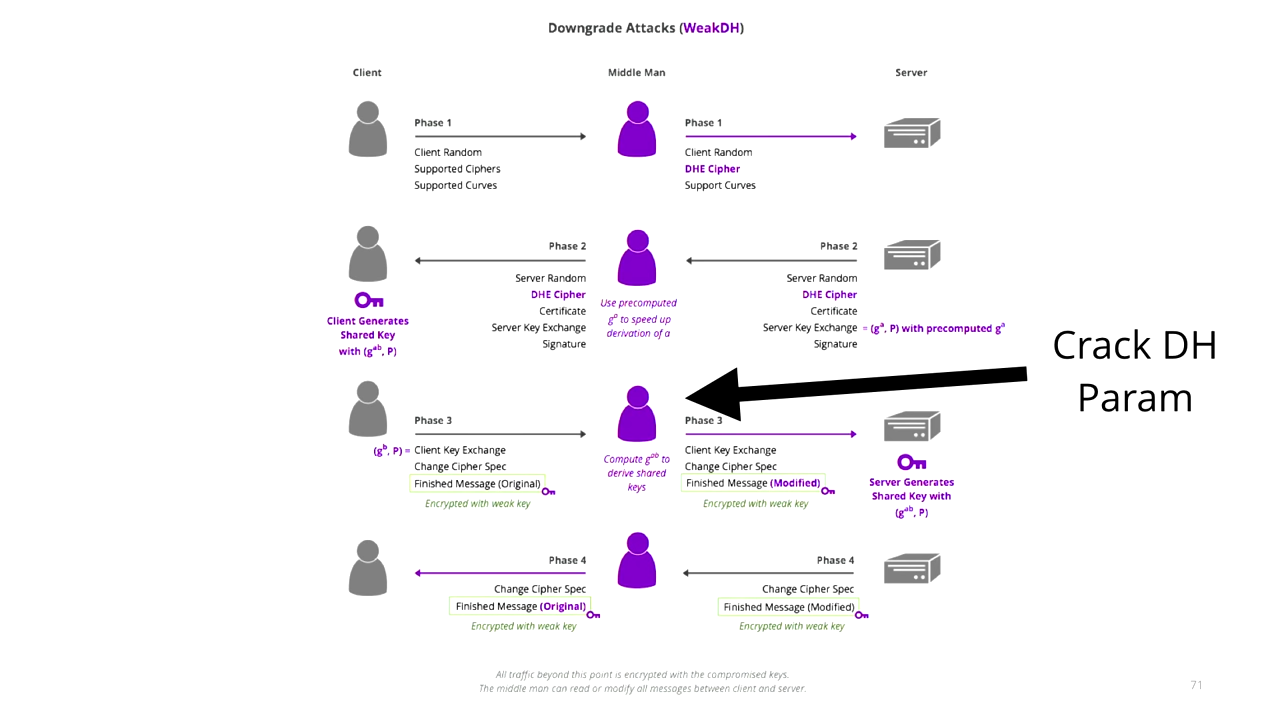 Downgrade Attacks (WeakDH)
Client
Middle Man
Server
Phase 1
Client Random
Supported Ciphers
Supported Curves
Phase 1
Client Random
DHE Cipher
Support Curves
Phase 2
Server Random
DHE Cipher
Certificate
Server Key Exchange
Signature
Client Generates
Shared Key
with (gᵃᵇ, P)
Use precomputed
gᵃ to speed up
derivation of a
Phase 2
Server Random
DHE Cipher
Certificate
Server Key Exchange = (gᵃ, P) with precomputed gᵃ
Signature
Crack DH
Param
Phase 3
(gᵇ, P) = Client Key Exchange
Change Cipher Spec
Finished Message (Original)
Encrypted with weak key
Compute gᵃᵇ to
derive shared
keys
Phase 3
Client Key Exchange
Change Cipher Spec
Finished Message (Modified)
Encrypted with weak key
Server Generates
Shared Key with
(gᵃᵇ, P)
Phase 4
Change Cipher Spec
Finished Message (Original)
Encrypted with weak key
Phase 4
Change Cipher Spec
Finished Message (Modified)
Encrypted with weak key
All traffic beyond this point is encrypted with the compromised keys.
The middle man can read or modify all messages between client and server.
71